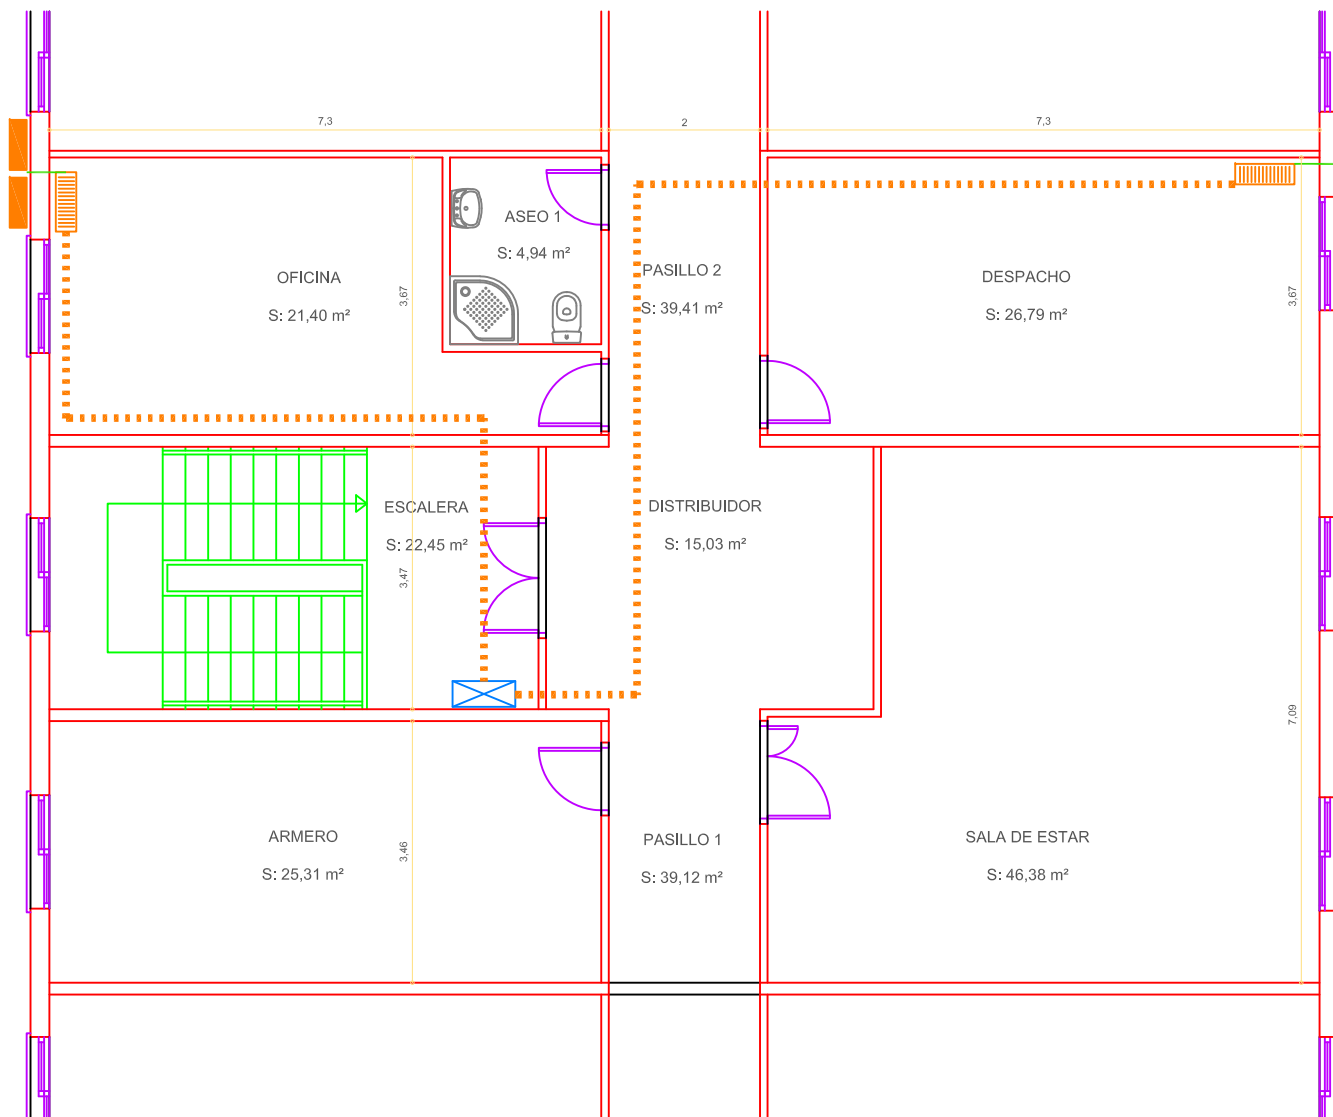 7,3
2
7,3
ASEO 1
S: 4,94 m²
OFICINA
S: 21,40 m²
3,67
PASILLO 2
S: 39,41 m²
DESPACHO
S: 26,79 m²
3,67
ESCALERA
S: 22,45 m²
3,47
DISTRIBUIDOR
S: 15,03 m²
7,09
ARMERO
S: 25,31 m²
3,46
PASILLO 1
S: 39,12 m²
SALA DE ESTAR
S: 46,38 m²